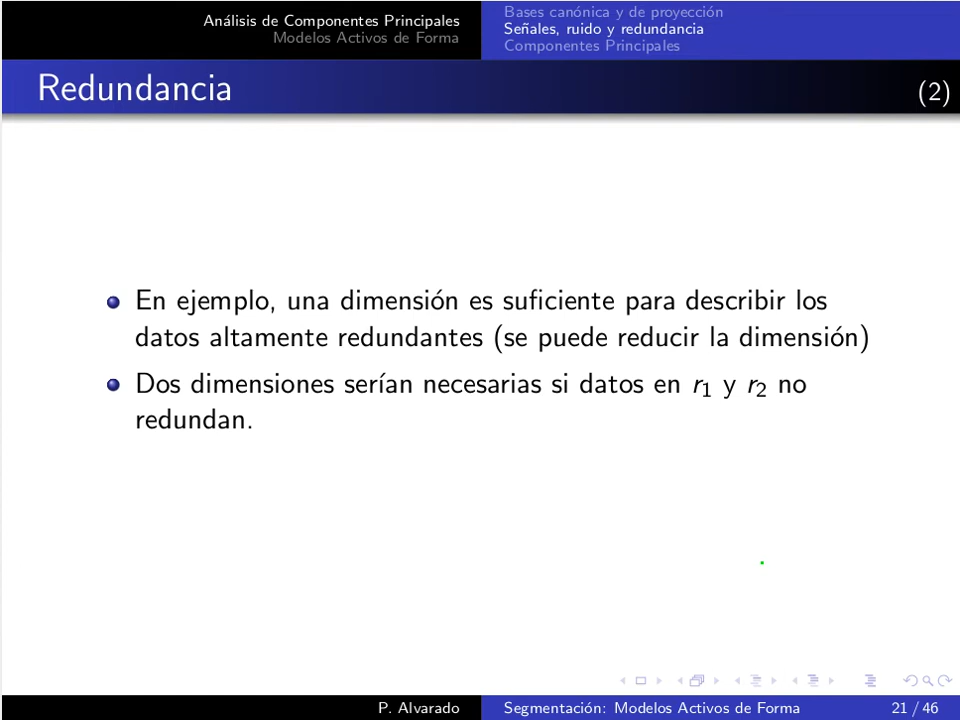 Análisis de Componentes Principales
Modelos Activos de Forma
Bases canónica y de proyección
Señales, ruido y redundancia
Componentes Principales
Redundancia (2)
En ejemplo, una dimensión es suficiente para describir los
datos altamente redundantes (se puede reducir la dimensión)
Dos dimensiones serían necesarias si datos en r₁ y r₂ no
redundan.
P. Alvarado Segmentación: Modelos Activos de Forma 21 / 46